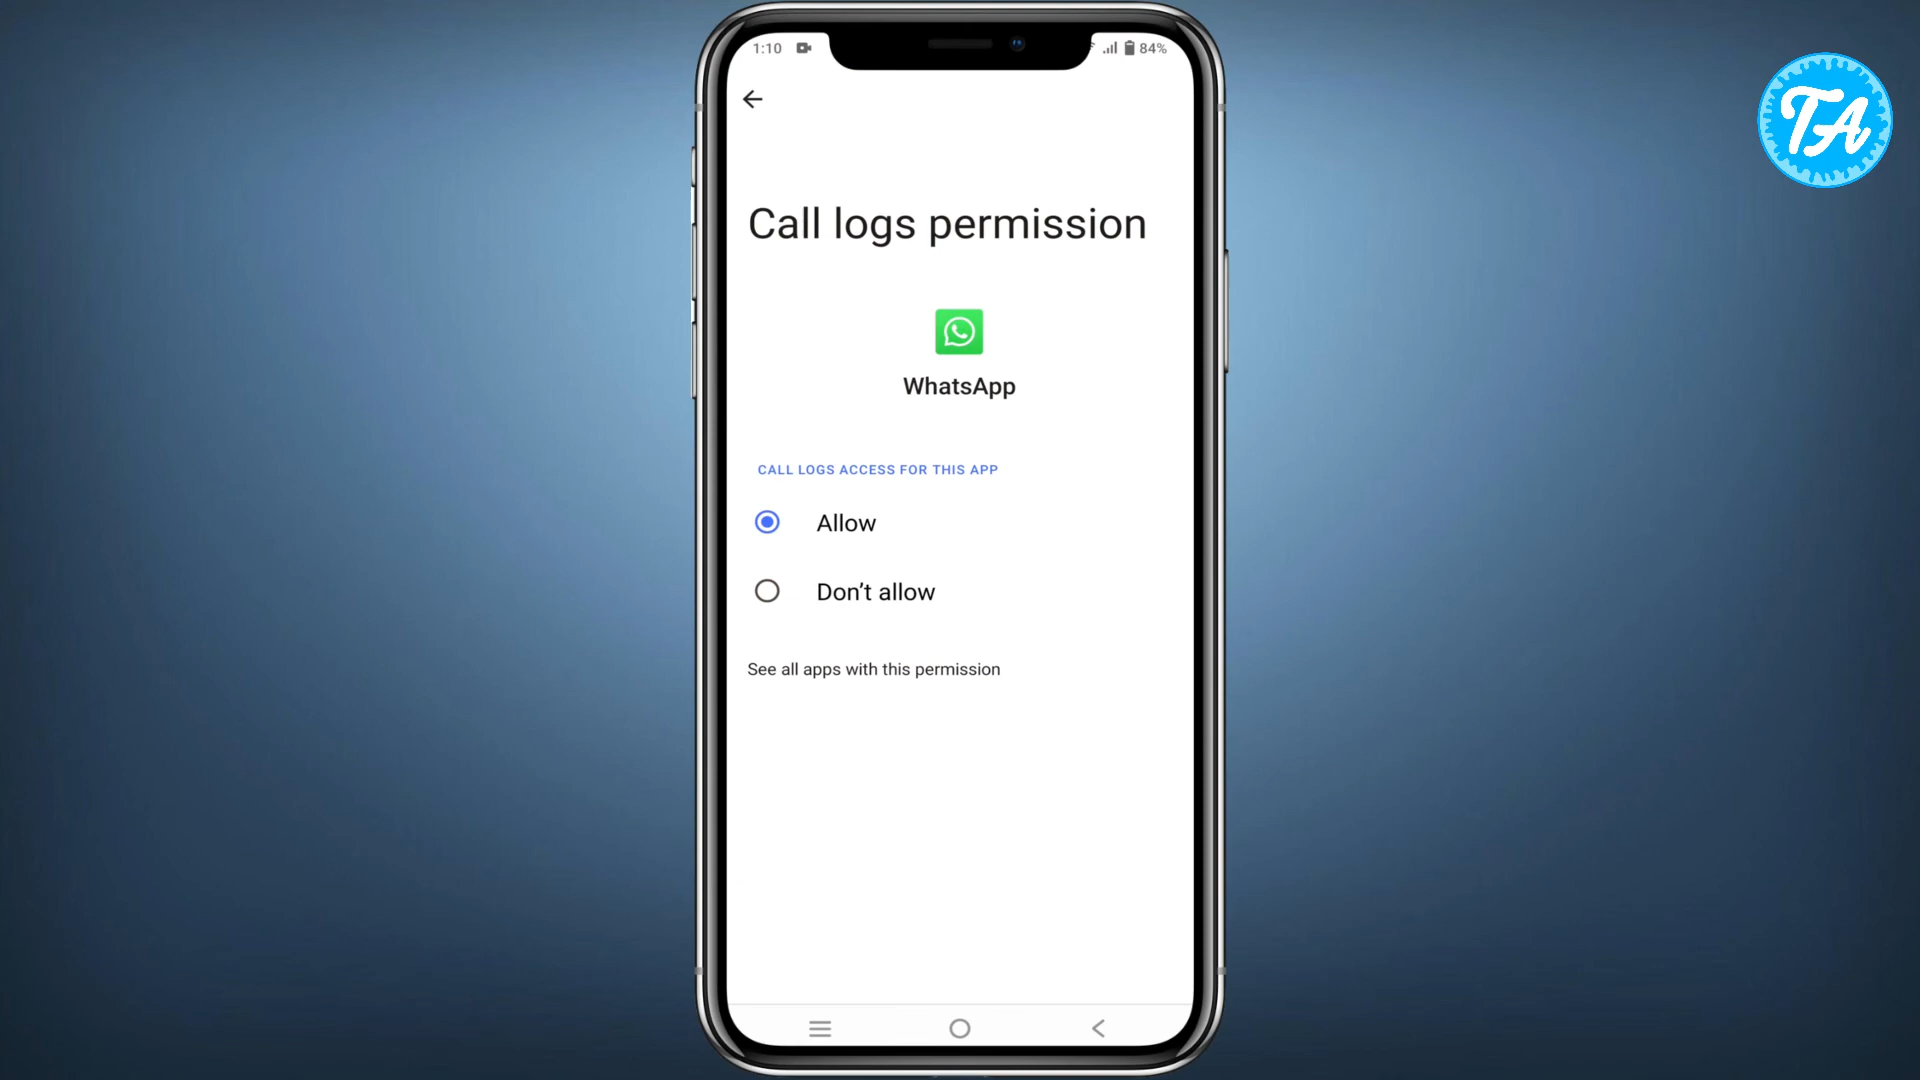 1:10
84%
TA
Call logs permission
WhatsApp
CALL LOGS ACCESS FOR THIS APP
Allow
Don’t allow
See all apps with this permission